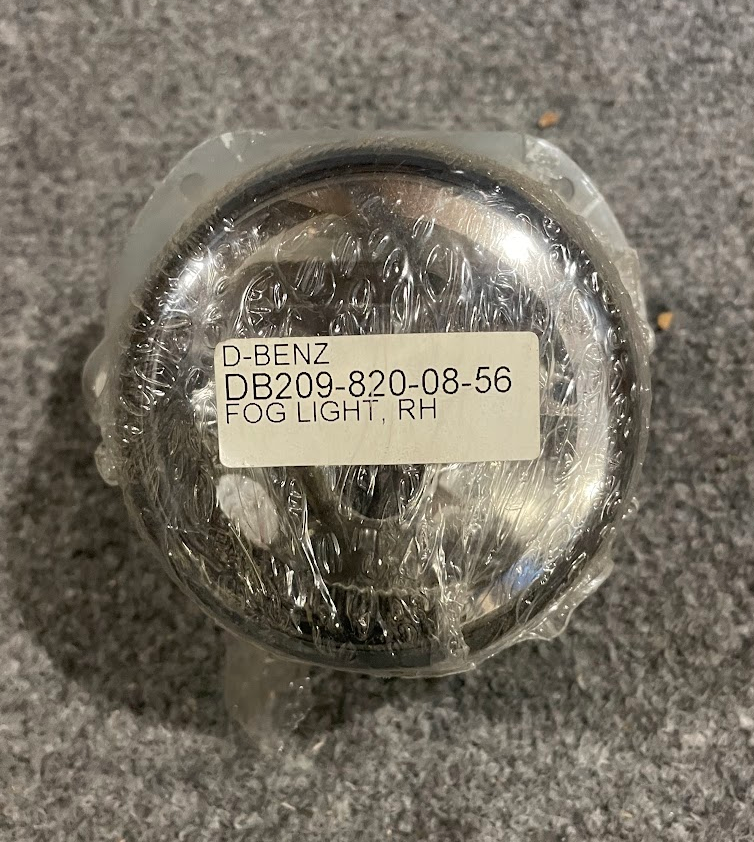 D-BENZ
DB209-820-08-56
FOG LIGHT, RH